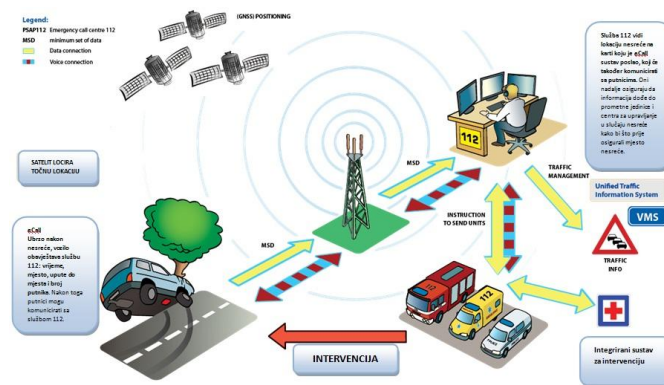 Legend:
PSAP112 Emergency call centre 112
MSD minimum set of data
Data connection
Voice connection
(GNSS) POSITIONING
Služba 112 vidi
lokaciju nesreće na
karti koju je eCall
sustav poslao, koji će
također komunicirati
sa putnicima. Oni
nadalje osiguraju da
informacija dođe do
prometne jedinice i
centra za upravljanje
u slučaju nesreće
kako bi što prije
osigurali mjesto
nesreće.
112
SATELIT LOCIRA
TOČNU LOKACIJU
MSD
TRAFFIC
MANAGEMENT
Unified Traffic
Information System
VMS
eCall
Ubrzo nakon
nesreće, vozilo
obavještava službu
112: vrijeme,
mjesto, upute do
mjesta i broj
putnika. Nakon toga
putnici mogu
komunicirati sa
službom 112.
MSD
INSTRUCTION
TO SEND UNITS
TRAFFIC
INFO
112
INTERVENCIJA
Integrirani sustav
za intervenciju